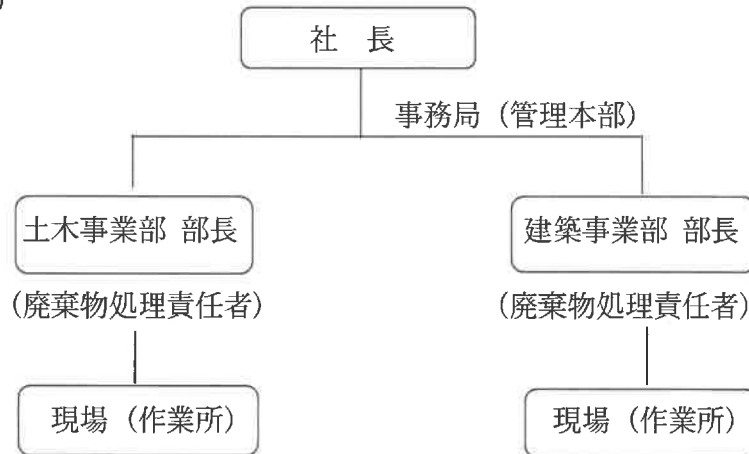 社 長
事務局（管理本部）
土木事業部 部長
建築事業部 部長
(廃棄物処理責任者)
(廃棄物処理責任者)
現場（作業所）
現場（作業所）